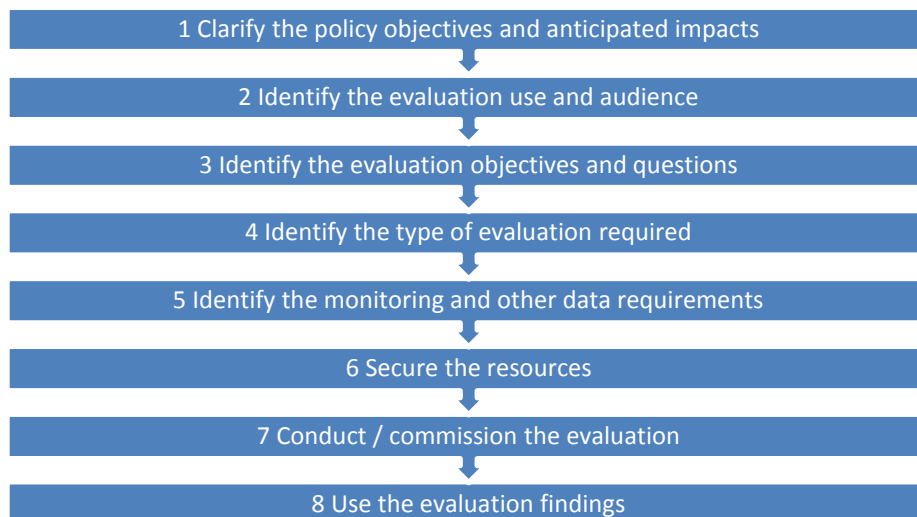 1 Clarify the policy objectives and anticipated impacts
2 Identify the evaluation use and audience
3 Identify the evaluation objectives and questions
4 Identify the type of evaluation required
5 Identify the monitoring and other data requirements
6 Secure the resources
7 Conduct / commission the evaluation
8 Use the evaluation findings